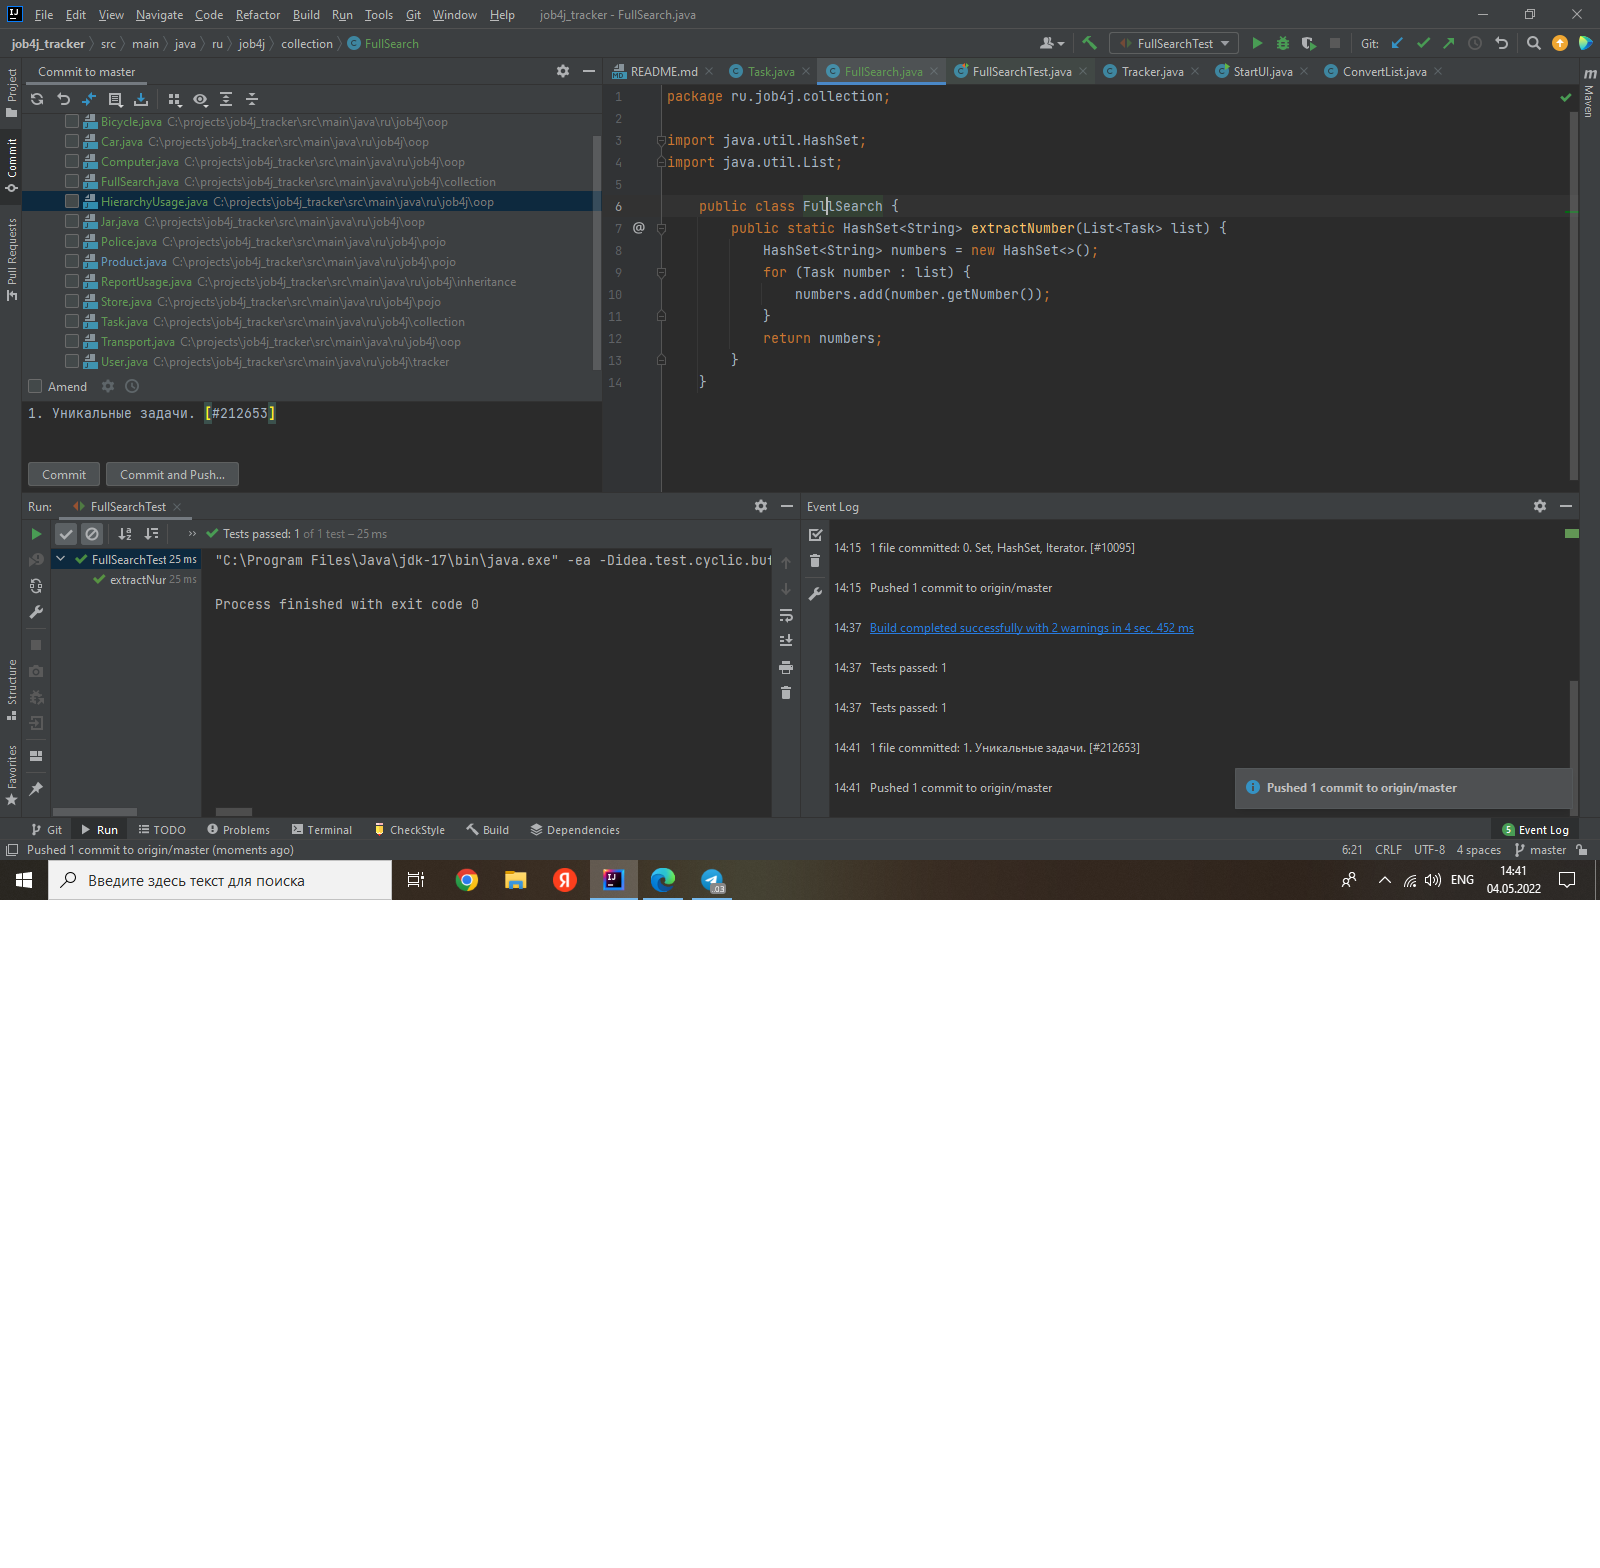 File Edit View Navigate Code Refactor Build Run Tools Git Window Help job4j_tracker - FullSearch.java
job4j_tracker src main java ru job4j collection FullSearch
FullSearchTest Git:
Commit to master
README.md Task.java FullSearch.java FullSearchTest.java Tracker.java StartUI.java ConvertList.java
Project
Commit
Pull Requests
Structure
Favorites
Maven
Bicycle.java C:\projects\job4j_tracker\src\main\java\ru\job4j\oop
Car.java C:\projects\job4j_tracker\src\main\java\ru\job4j\oop
Computer.java C:\projects\job4j_tracker\src\main\java\ru\job4j\oop
FullSearch.java C:\projects\job4j_tracker\src\main\java\ru\job4j\collection
HierarchyUsage.java C:\projects\job4j_tracker\src\main\java\ru\job4j\oop
Jar.java C:\projects\job4j_tracker\src\main\java\ru\job4j\oop
Police.java C:\projects\job4j_tracker\src\main\java\ru\job4j\pojo
Product.java C:\projects\job4j_tracker\src\main\java\ru\job4j\pojo
ReportUsage.java C:\projects\job4j_tracker\src\main\java\ru\job4j\inheritance
Store.java C:\projects\job4j_tracker\src\main\java\ru\job4j\pojo
Task.java C:\projects\job4j_tracker\src\main\java\ru\job4j\collection
Transport.java C:\projects\job4j_tracker\src\main\java\ru\job4j\oop
User.java C:\projects\job4j_tracker\src\main\java\ru\job4j\tracker
Amend
1. Уникальные задачи. [#212653]
Commit Commit and Push...
1 package ru.job4j.collection;
2
3 import java.util.HashSet;
4 import java.util.List;
5
6 public class FullSearch {
7 @ public static HashSet<String> extractNumber(List<Task> list) {
8 HashSet<String> numbers = new HashSet<>();
9 for (Task number : list) {
10 numbers.add(number.getNumber());
11 }
12 return numbers;
13 }
14 }
Run: FullSearchTest
Tests passed: 1 of 1 test – 25 ms
FullSearchTest 25 ms
extractNur 25 ms
"C:\Program Files\Java\jdk-17\bin\java.exe" -ea -Didea.test.cyclic.buf
Process finished with exit code 0
Event Log
14:15 1 file committed: 0. Set, HashSet, Iterator. [#10095]
14:15 Pushed 1 commit to origin/master
14:37 Build completed successfully with 2 warnings in 4 sec, 452 ms
14:37 Tests passed: 1
14:37 Tests passed: 1
14:41 1 file committed: 1. Уникальные задачи. [#212653]
14:41 Pushed 1 commit to origin/master
Pushed 1 commit to origin/master
Git Run TODO Problems Terminal CheckStyle Build Dependencies 5 Event Log
Pushed 1 commit to origin/master (moments ago) 6:21 CRLF UTF-8 4 spaces master
Введите здесь текст для поиска
Я
IJ
.03
ENG
14:41
04.05.2022